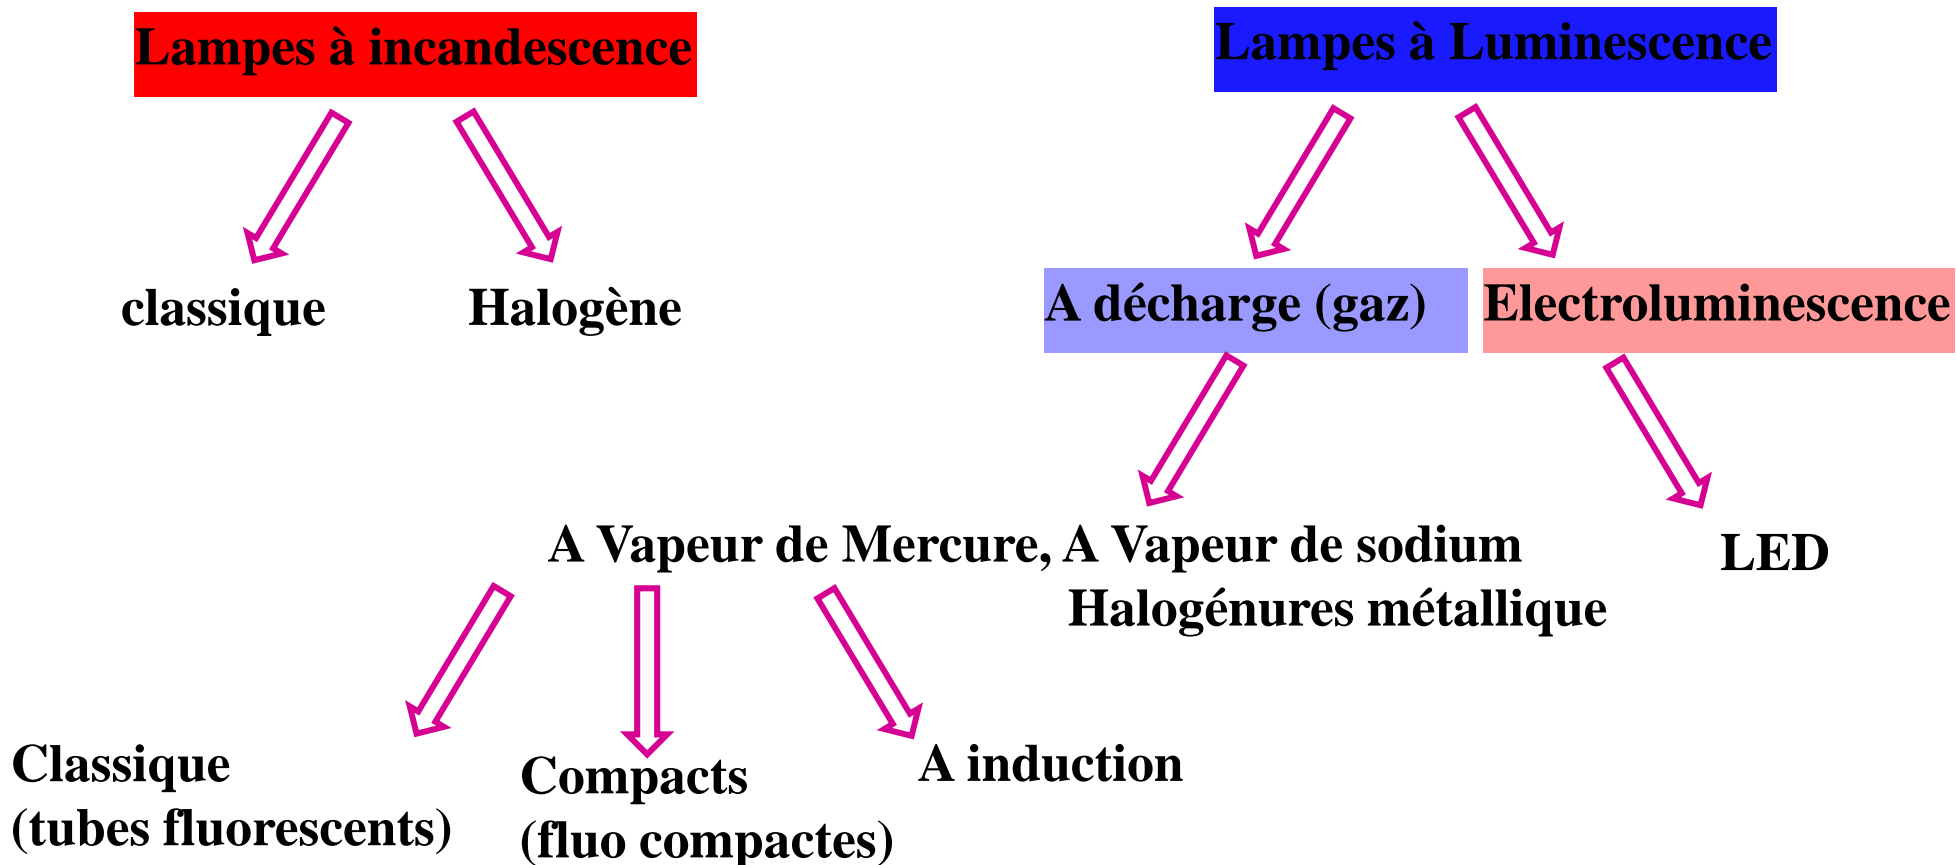 Lampes à incandescence
Lampes à Luminescence
classique
Halogène
A décharge (gaz)
Electroluminescence
A Vapeur de Mercure, A Vapeur de sodium
Halogénures métallique
LED
Classique
(tubes fluorescents)
Compacts
(fluo compactes)
A induction